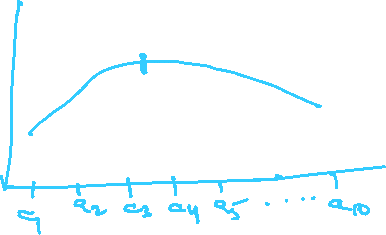 a1 a2 a3 a4 a5 ...... a10